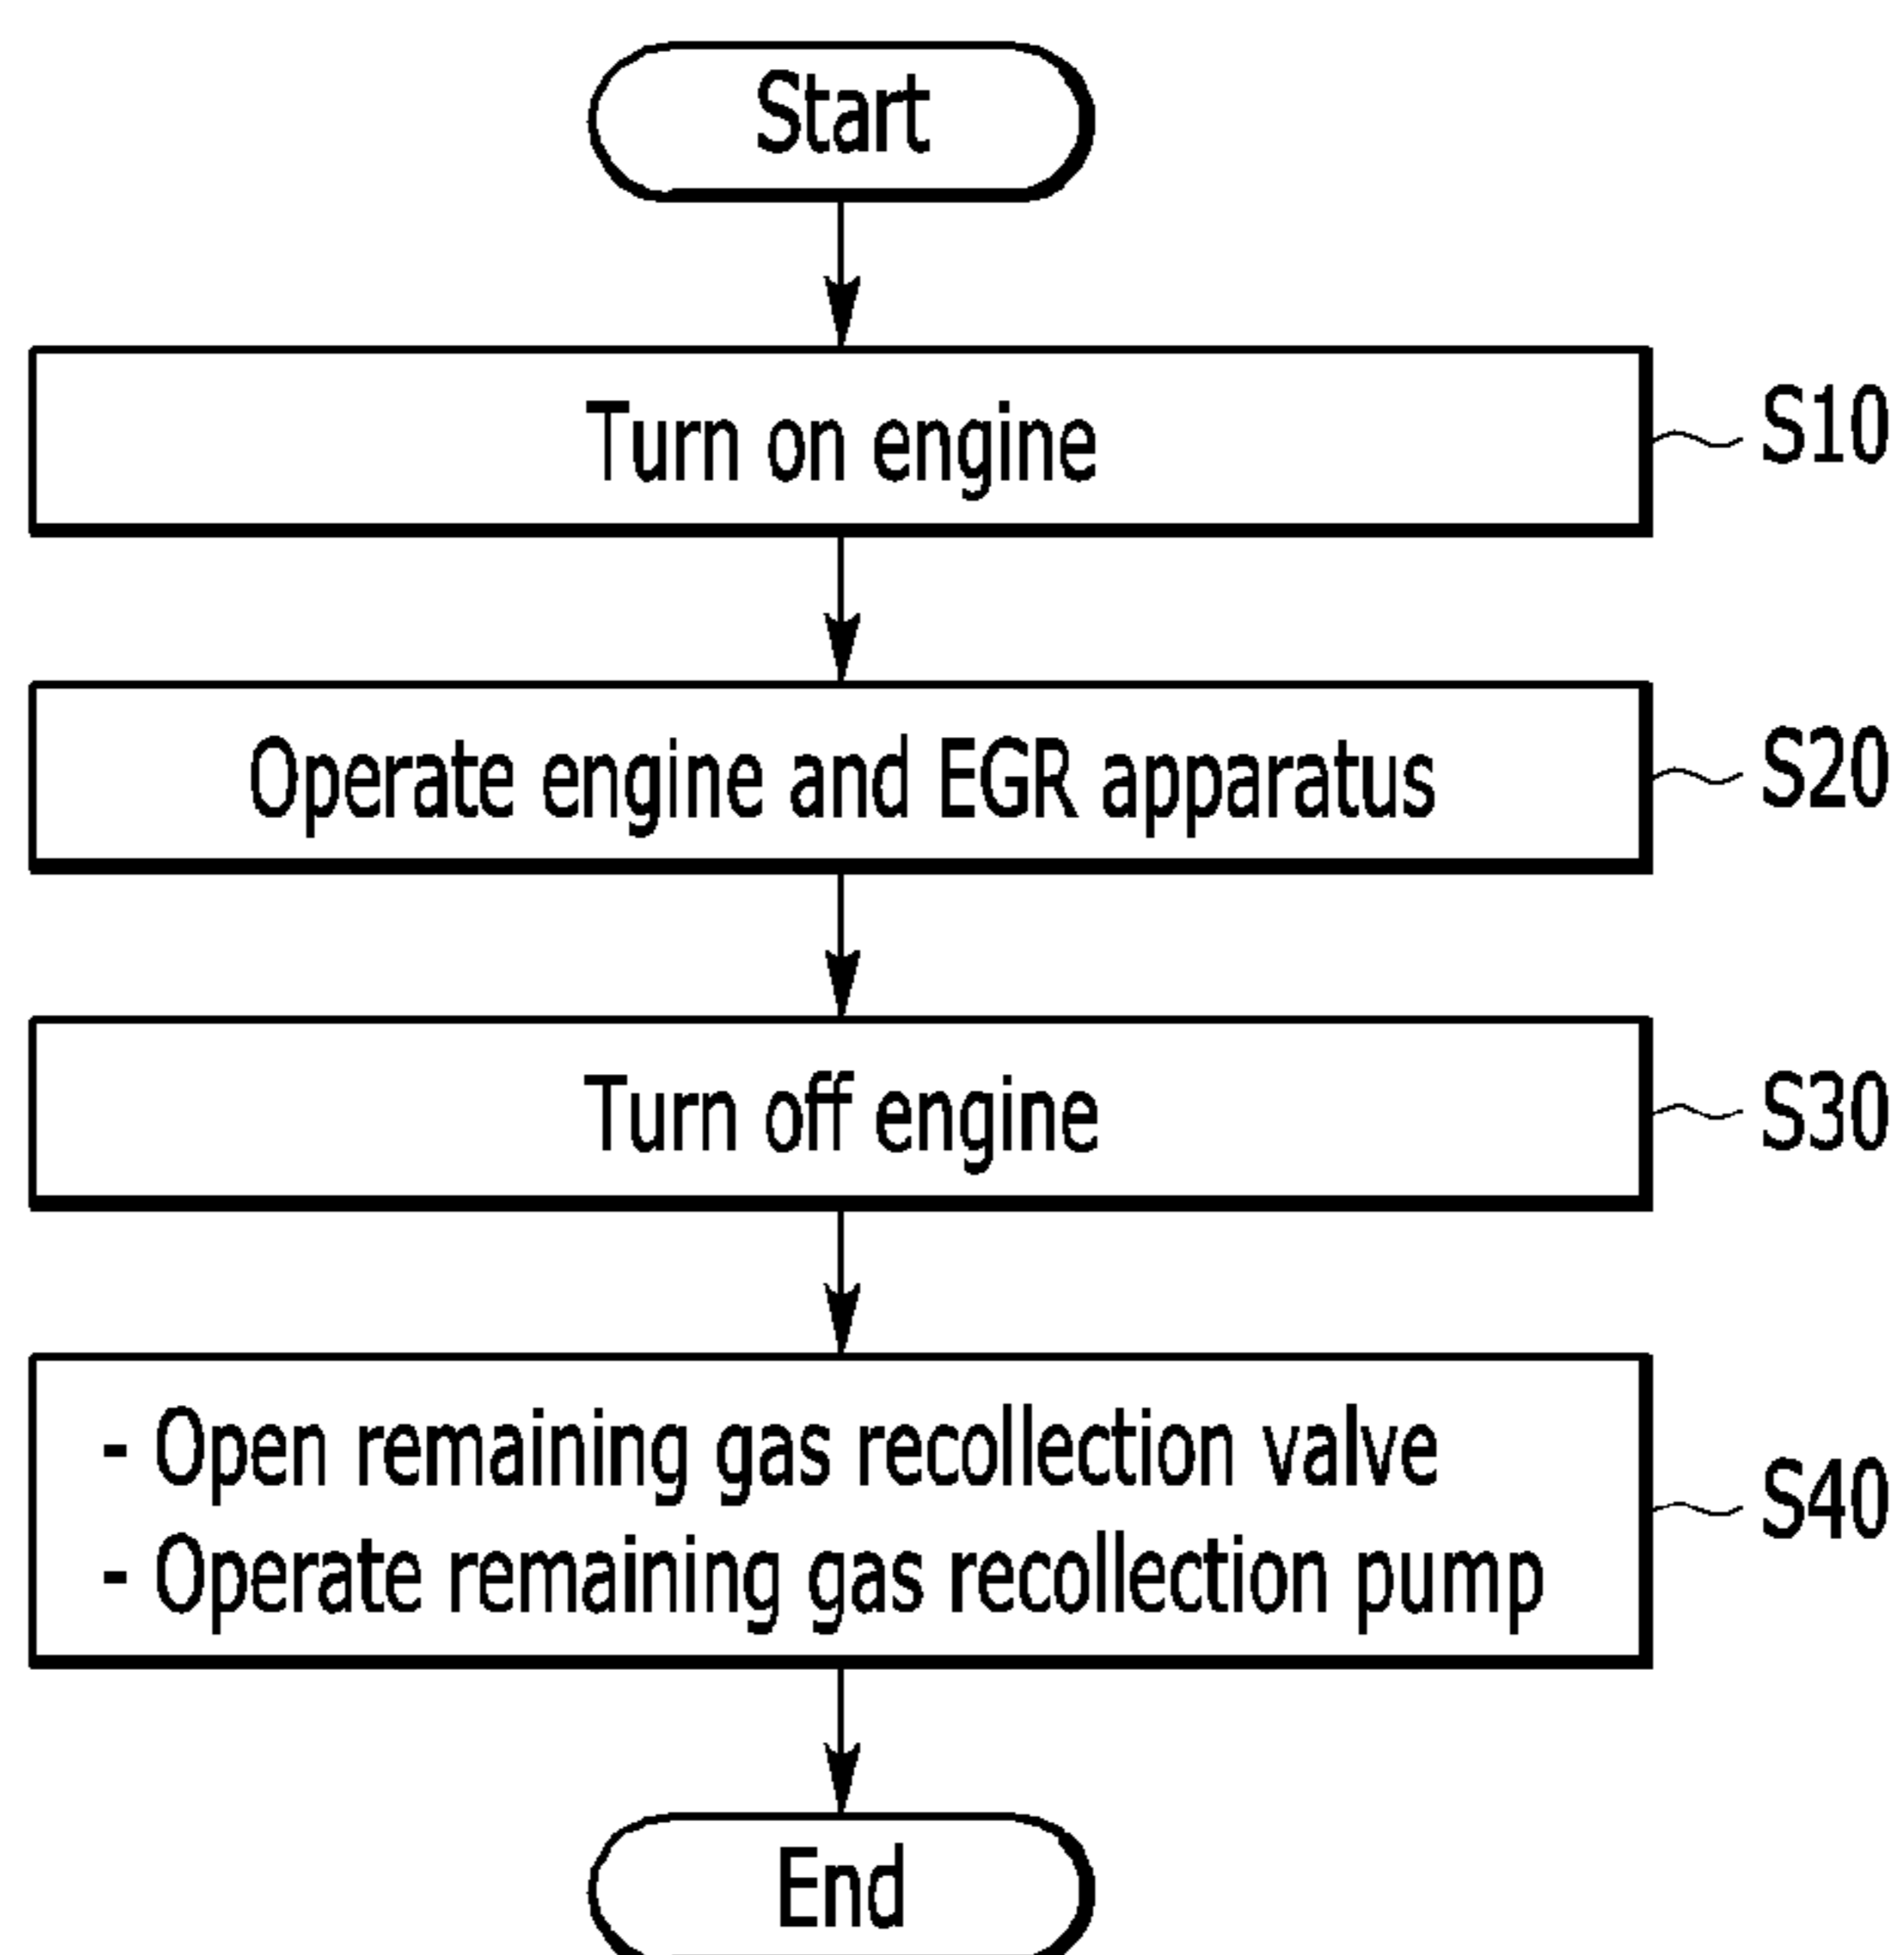 Start
Turn on engine
S10
Operate engine and EGR apparatus
S20
Turn off engine
S30
- Open remaining gas recollection valve
- Operate remaining gas recollection pump
S40
End